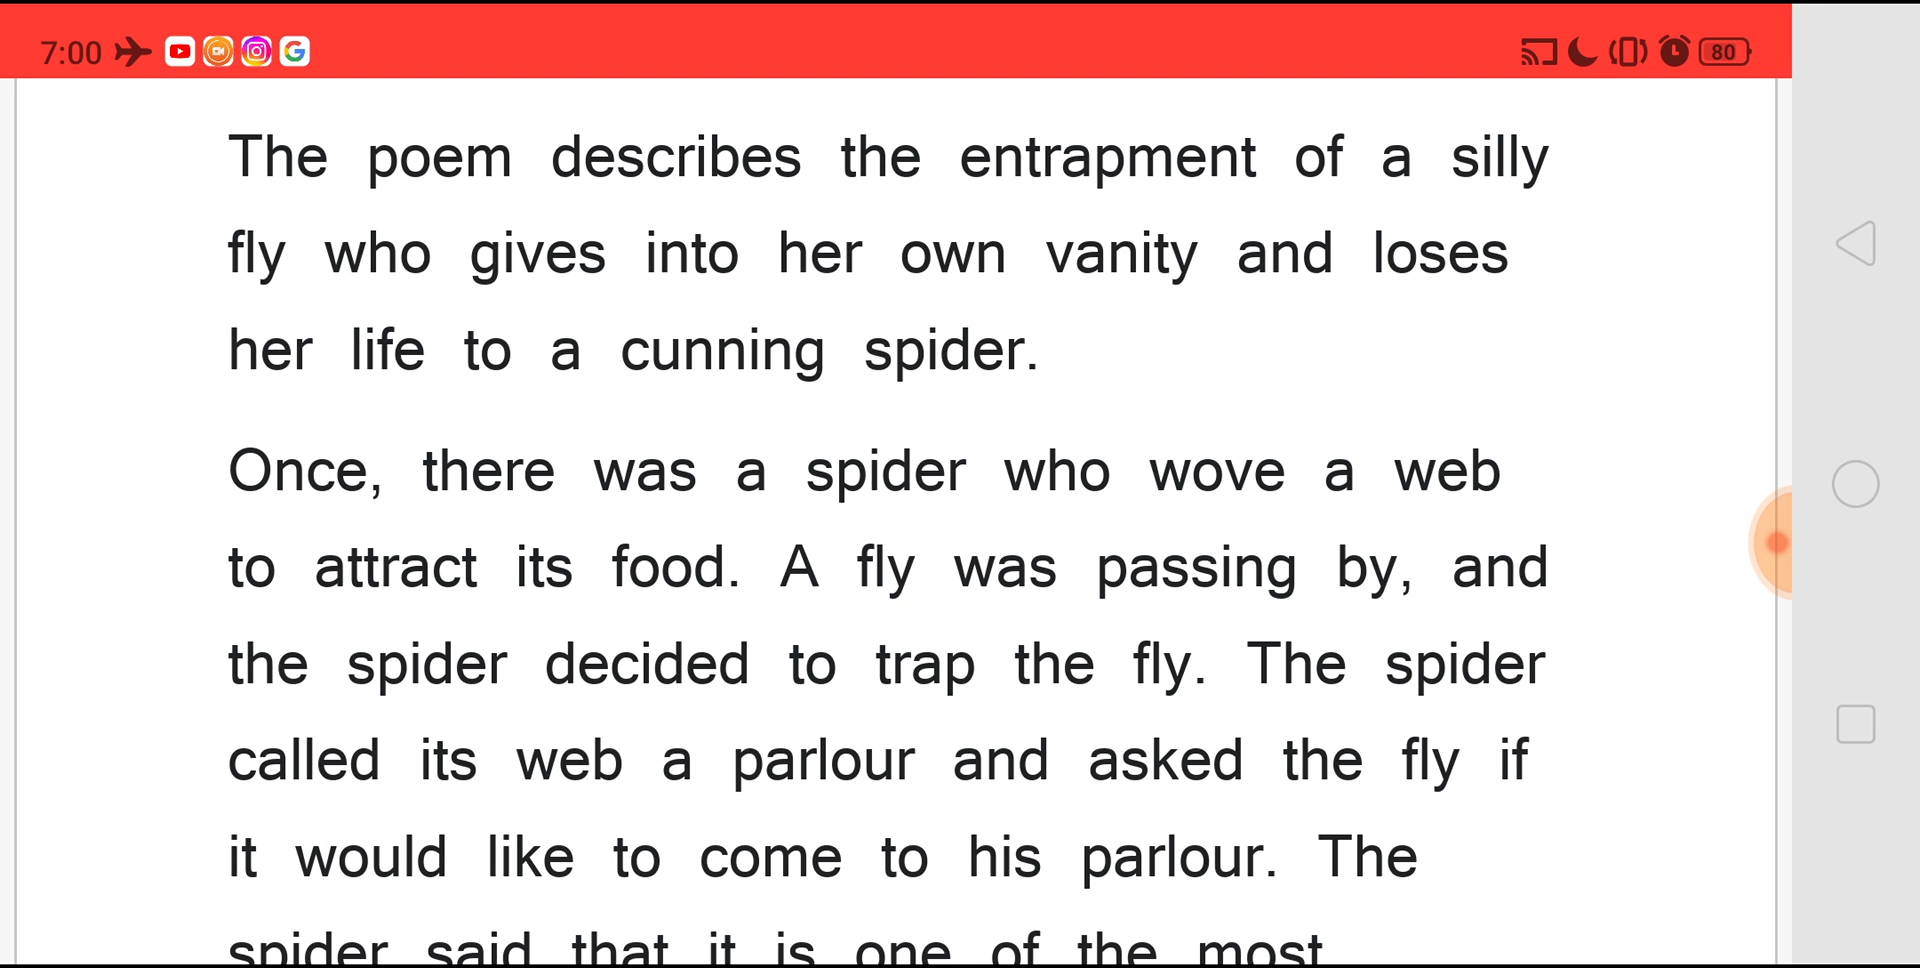 7:00
80
The poem describes the entrapment of a silly
fly who gives into her own vanity and loses
her life to a cunning spider.
Once, there was a spider who wove a web
to attract its food. A fly was passing by, and
the spider decided to trap the fly. The spider
called its web a parlour and asked the fly if
it would like to come to his parlour. The
spider said that it is one of the most